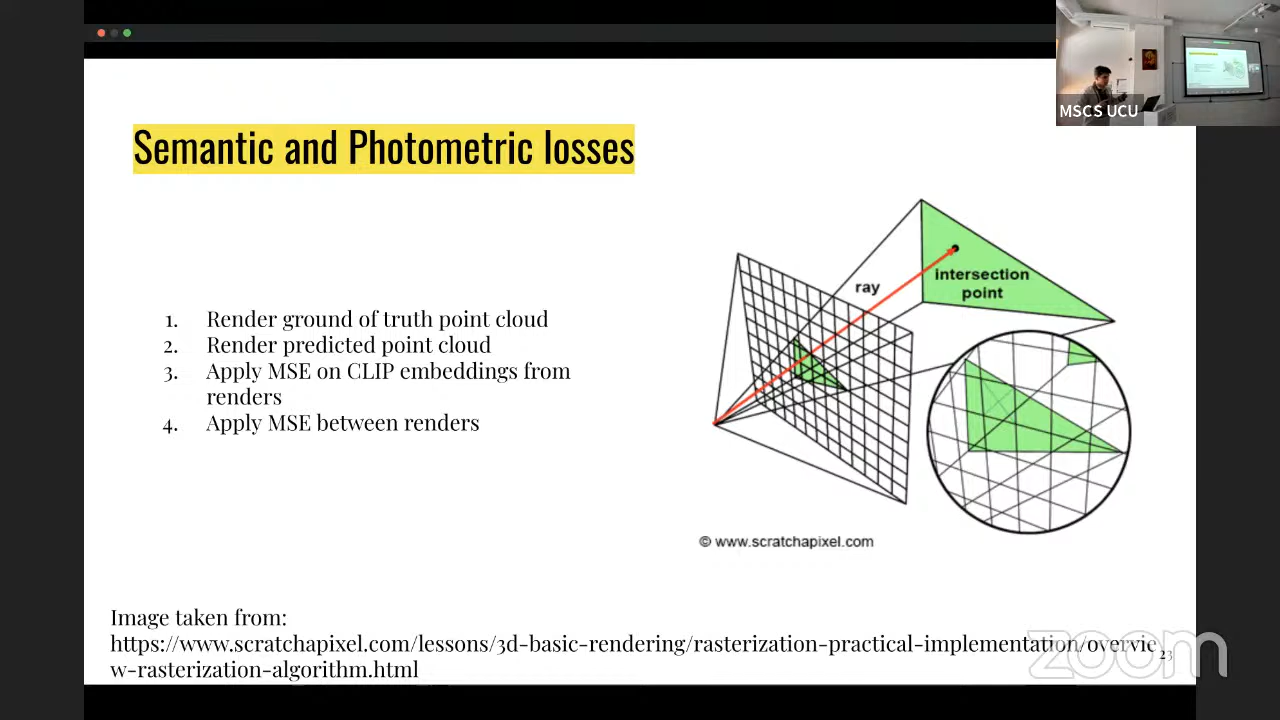 MSCS UCU
Semantic and Photometric losses
1. Render ground of truth point cloud
2. Render predicted point cloud
3. Apply MSE on CLIP embeddings from
renders
4. Apply MSE between renders
ray
intersection
point
© www.scratchapixel.com
Image taken from:
https://www.scratchapixel.com/lessons/3d-basic-rendering/rasterization-practical-implementation/overvie
w-rasterization-algorithm.html
23
zoom